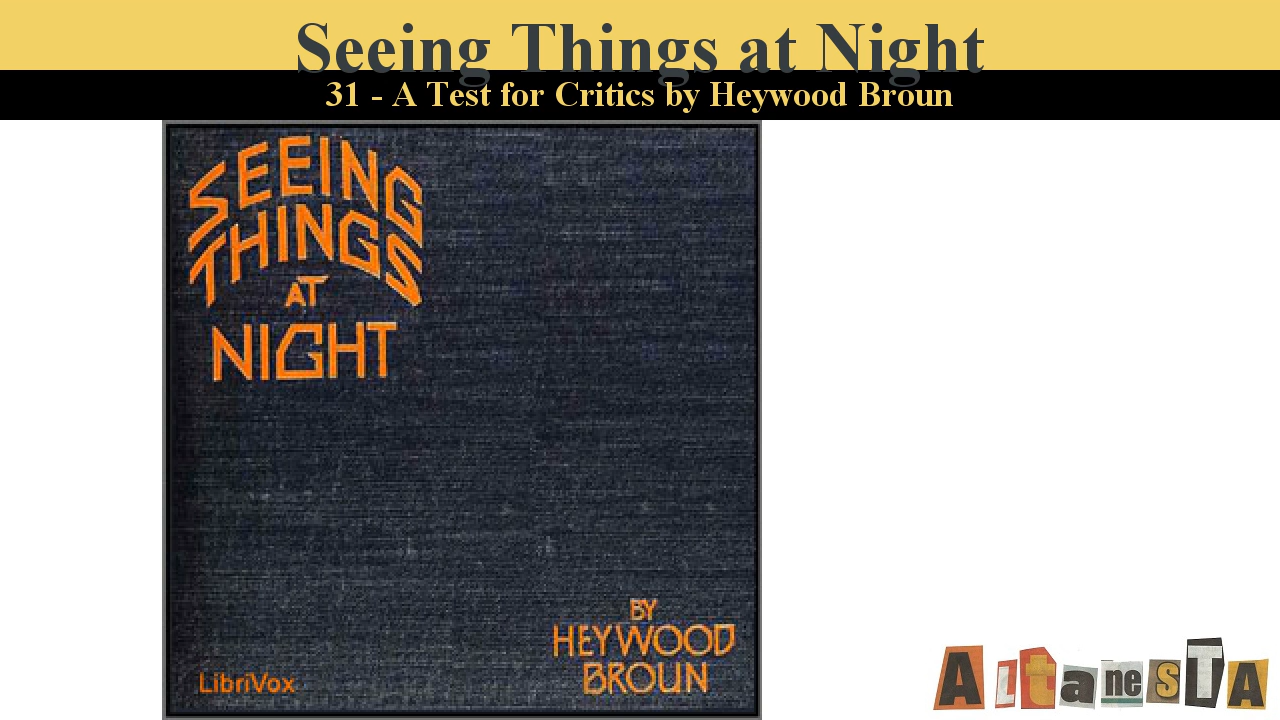 Seeing Things at Night
31 - A Test for Critics by Heywood Broun
SEEING
THINGS
AT
NIGHT
BY
HEYWOOD
BROUN
LibriVox
AltanesTA